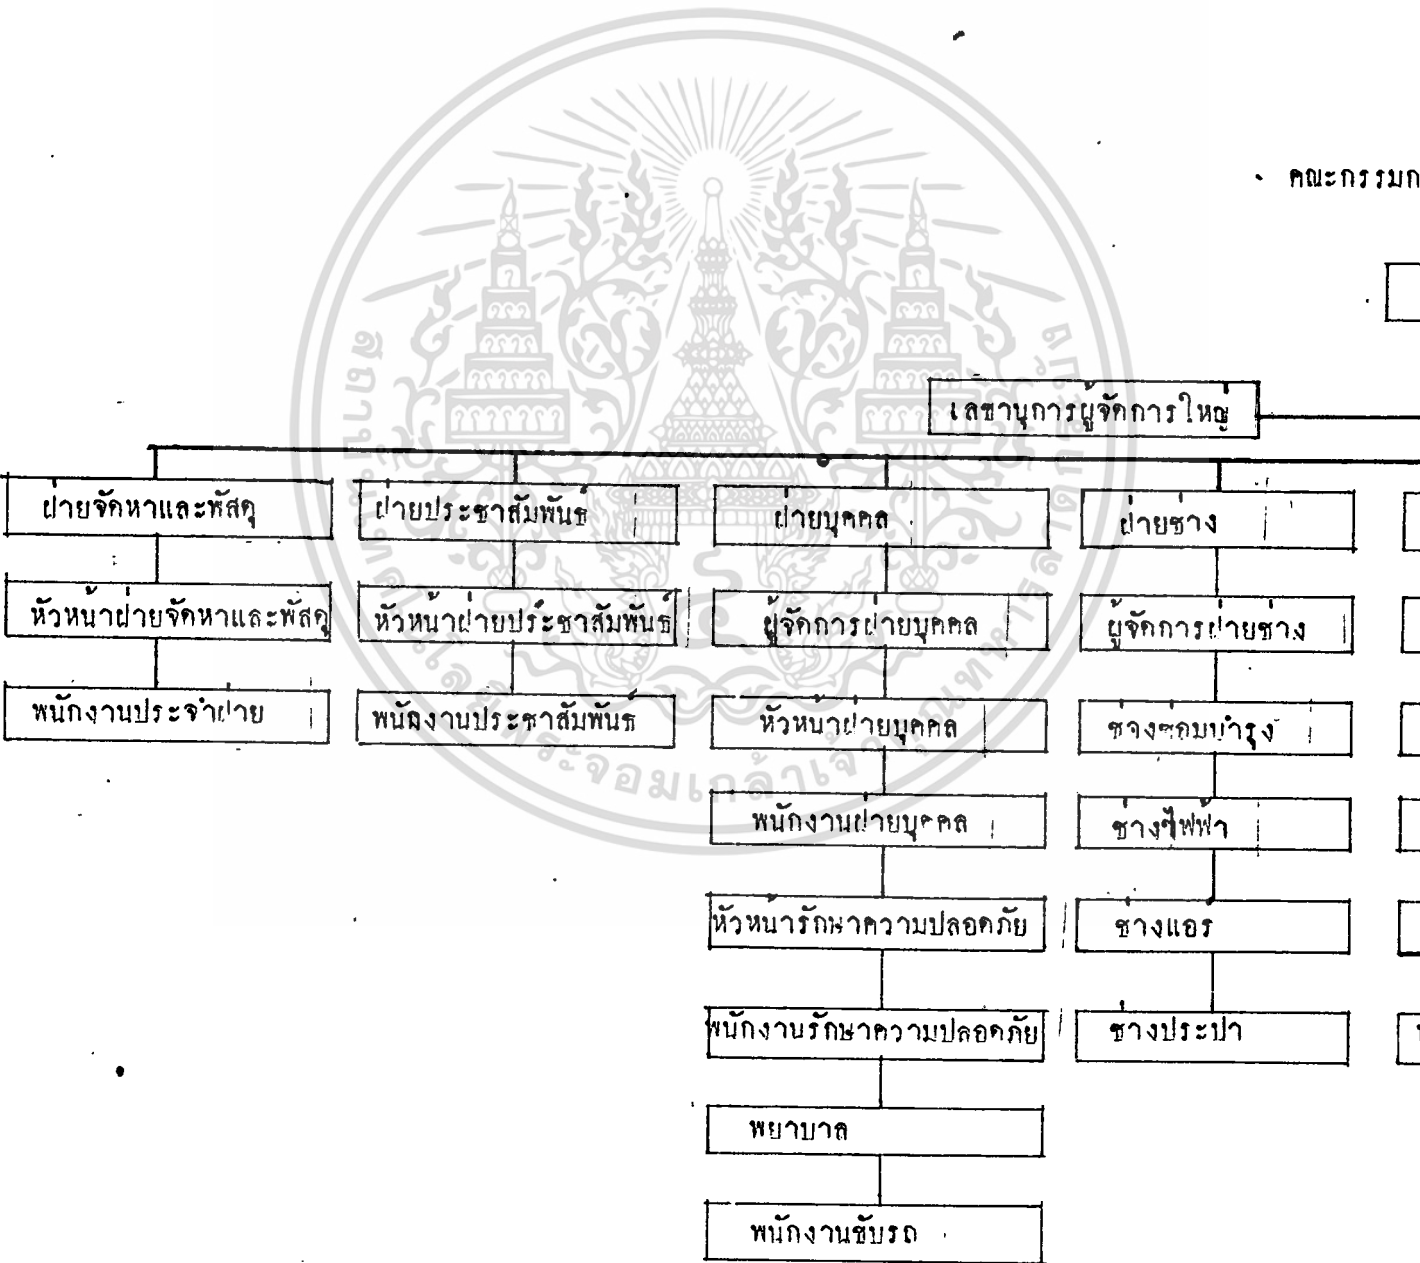 คณะกรรมก
เลขานุการผู้จัดการใหญ่
ฝ่ายจัดหาและพัสดุ
ฝ่ายประชาสัมพันธ์
ฝ่ายบุคคล
ฝ่ายช่าง
หัวหน้าฝ่ายจัดหาและพัสดุ
หัวหน้าฝ่ายประชาสัมพันธ์
ผู้จัดการฝ่ายบุคคล
ผู้จัดการฝ่ายช่าง
พนักงานประจำฝ่าย
พนักงานประชาสัมพันธ์
หัวหน้าฝ่ายบุคคล
ช่างซ่อมบำรุง
พนักงานฝ่ายบุคคล
ช่างไฟฟ้า
หัวหน้ารักษาความปลอดภัย
ช่างแอร์
พนักงานรักษาความปลอดภัย
ช่างประปา
พยาบาล
พนักงานขับรถ